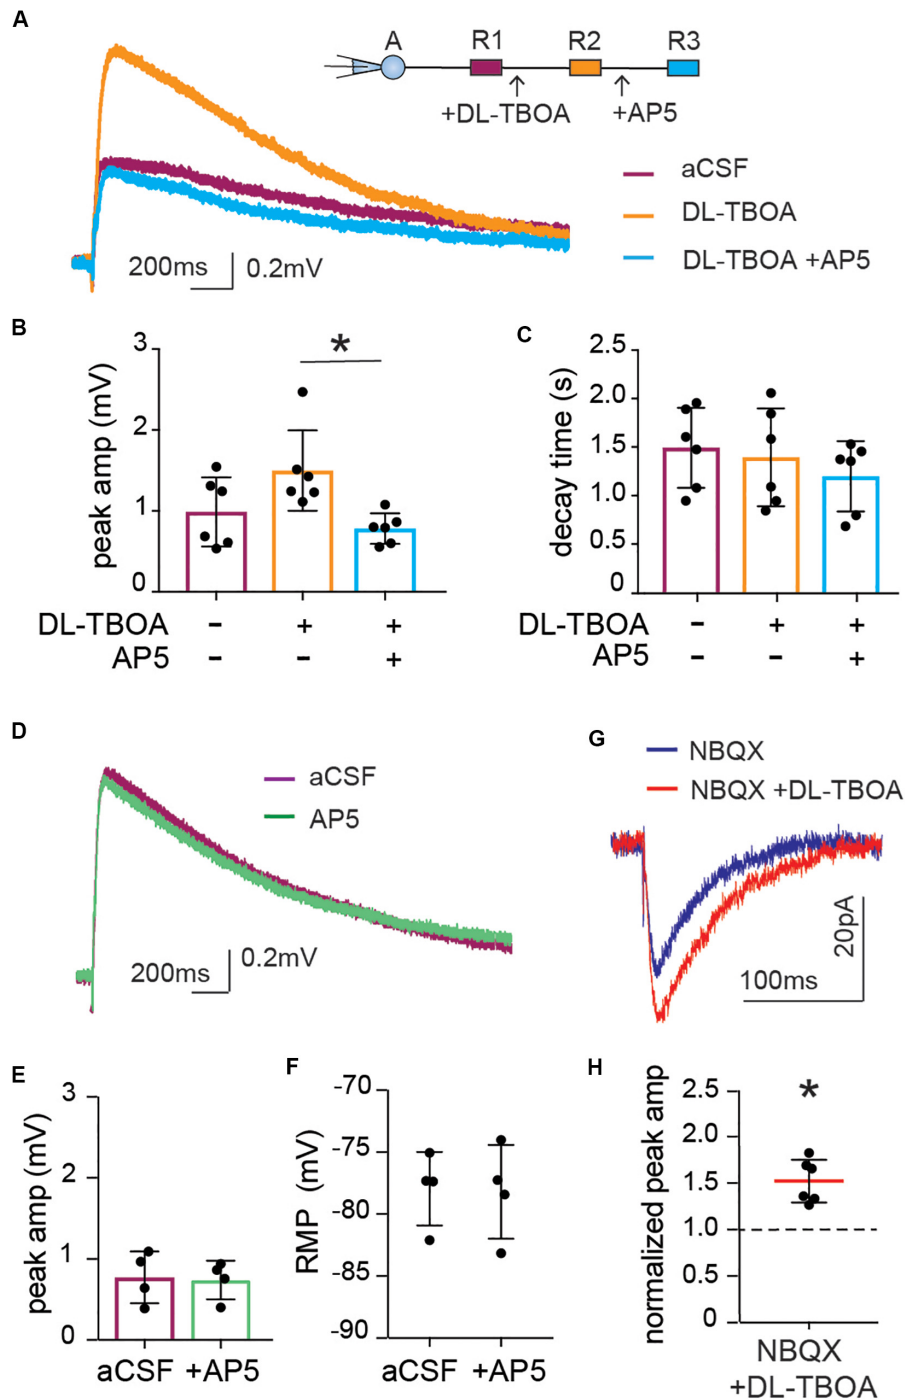 A
A R1 R2 R3
+DL-TBOA +AP5
aCSF
DL-TBOA
DL-TBOA +AP5
200ms 0.2mV
B
peak amp (mV)
3
2
1
0
*
DL-TBOA - + +
AP5 - - +
C
decay time (s)
2.5
2.0
1.5
1.0
0.5
0
DL-TBOA - + +
AP5 - - +
D
aCSF
AP5
200ms 0.2mV
G
NBQX
NBQX +DL-TBOA
20pA
100ms
E
peak amp (mV)
3
2
1
0
aCSF +AP5
F
RMP (mV)
-70
-75
-80
-85
-90
aCSF +AP5
H
normalized peak amp
2.5
2.0
1.5
1.0
0.5
0
*
NBQX
+DL-TBOA